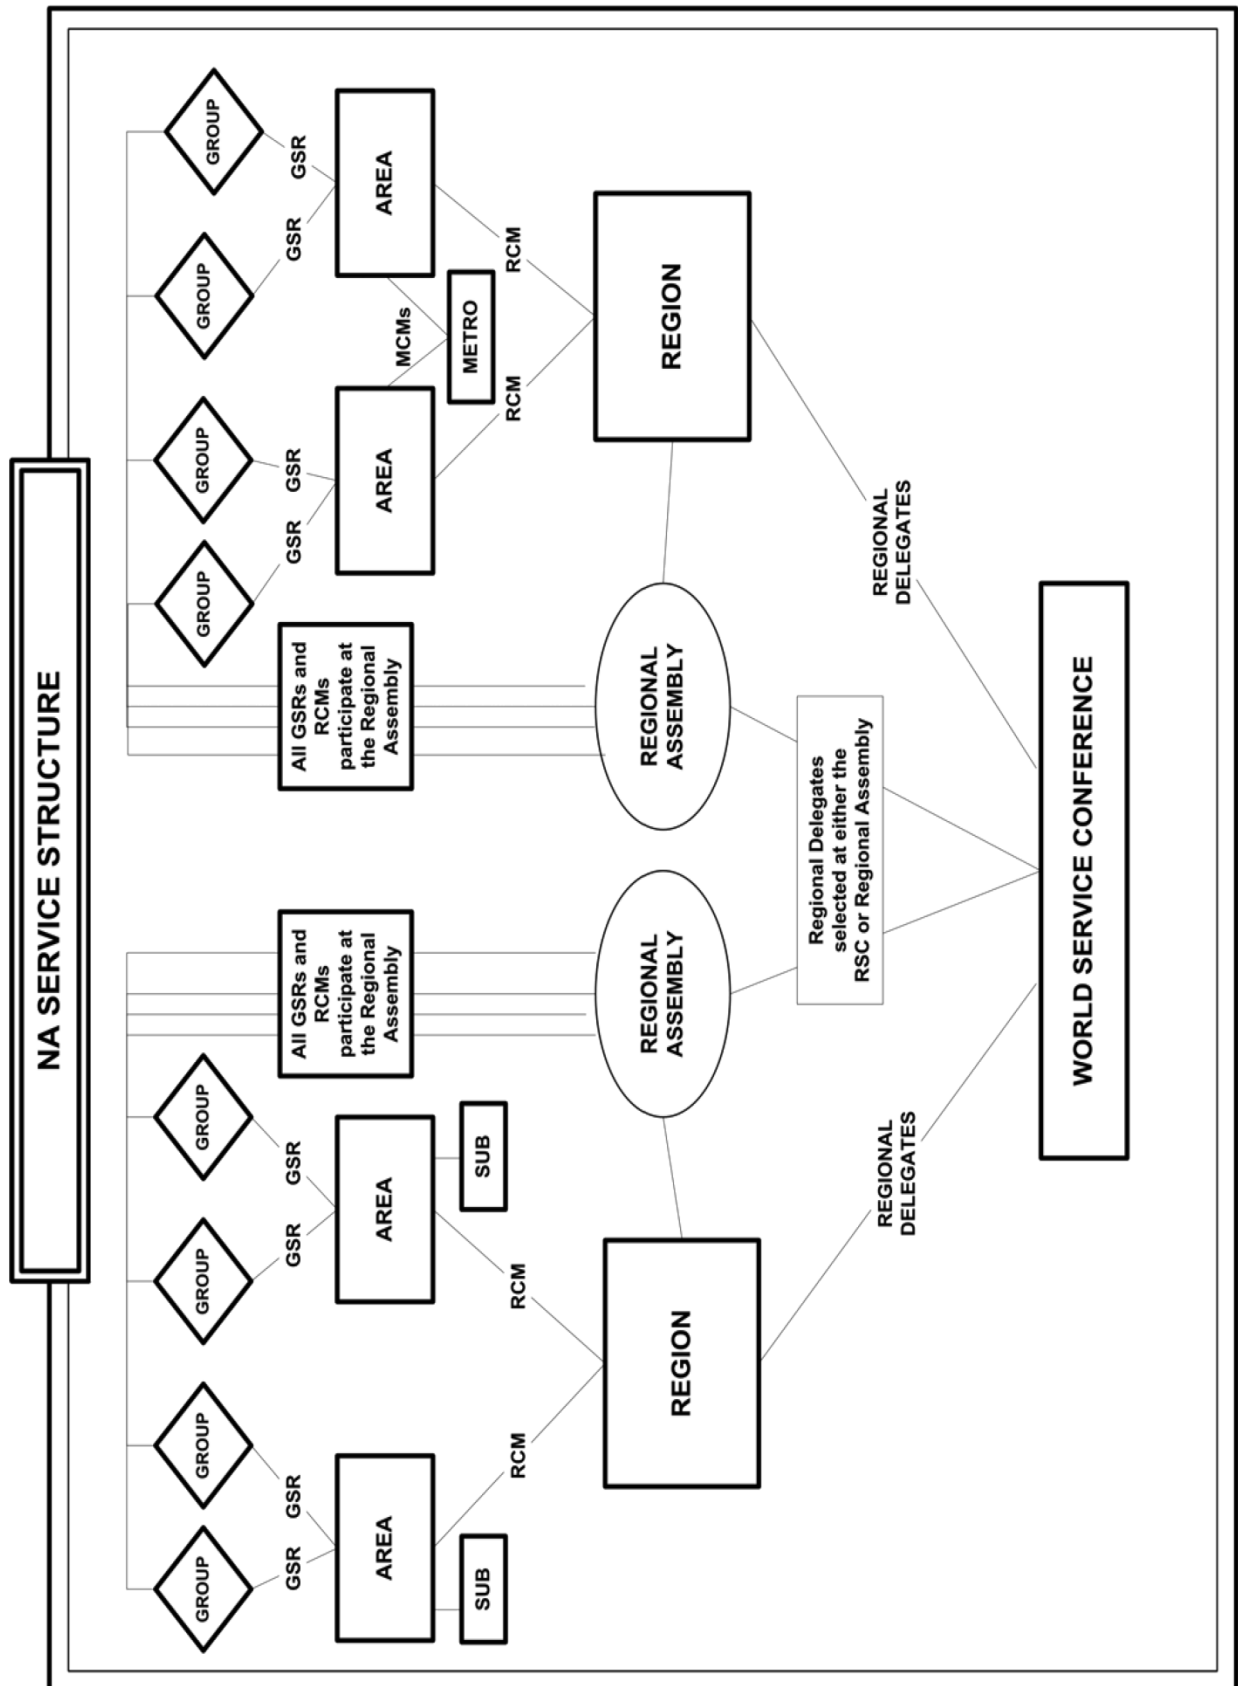 NA SERVICE STRUCTURE
GROUP
GROUP
GROUP
GROUP
GROUP
GROUP
GROUP
GROUP
GSR
GSR
GSR
GSR
GSR
GSR
GSR
GSR
AREA
AREA
All GSRs and
RCMs
participate at
the Regional
Assembly
All GSRs and
RCMs
participate at
the Regional
Assembly
AREA
AREA
MCMs
SUB
SUB
METRO
RCM
RCM
RCM
RCM
REGION
REGIONAL
ASSEMBLY
REGIONAL
ASSEMBLY
REGION
Regional Delegates
selected at either the
RSC or Regional Assembly
REGIONAL
DELEGATES
REGIONAL
DELEGATES
WORLD SERVICE CONFERENCE